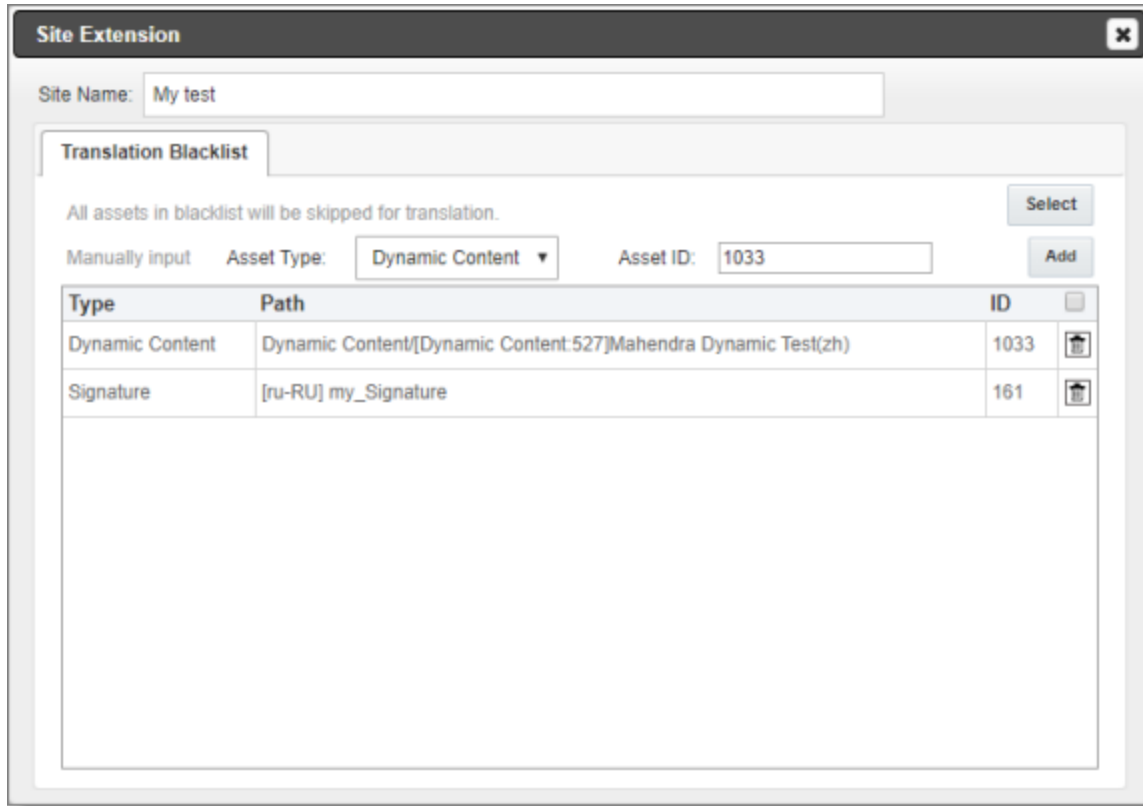 Site Extension
Site Name: My test
Translation Blacklist
All assets in blacklist will be skipped for translation. Select
Manually input Asset Type: Dynamic Content Asset ID: 1033 Add
Type Path ID
Dynamic Content Dynamic Content/[Dynamic Content:527]Mahendra Dynamic Test(zh) 1033
Signature [ru-RU] my_Signature 161